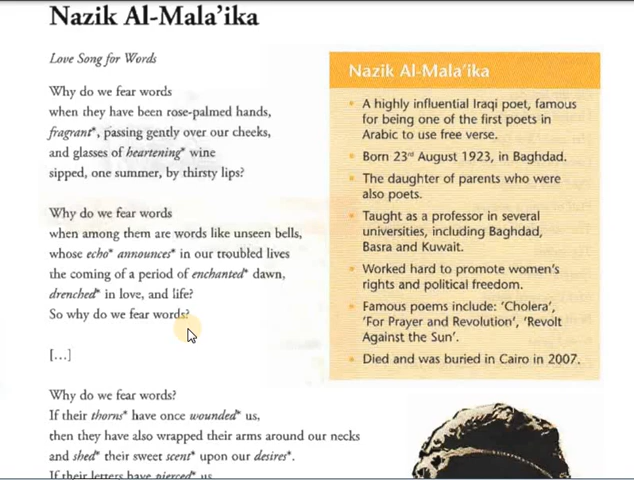 Nazik Al-Mala'ika
Love Song for Words
Why do we fear words
when they have been rose-palmed hands,
fragrant*, passing gently over our cheeks,
and glasses of heartening* wine
sipped, one summer, by thirsty lips?
Why do we fear words
when among them are words like unseen bells,
whose echo* announces* in our troubled lives
the coming of a period of enchanted* dawn,
drenched* in love, and life?
So why do we fear words?
[…]
Why do we fear words?
If their thorns* have once wounded* us,
then they have also wrapped their arms around our necks
and shed* their sweet scent* upon our desires*.
If their letters have pierced* us
Nazik Al-Mala'ika
• A highly influential Iraqi poet, famous
for being one of the first poets in
Arabic to use free verse.
• Born 23rd August 1923, in Baghdad.
• The daughter of parents who were
also poets.
• Taught as a professor in several
universities, including Baghdad,
Basra and Kuwait.
• Worked hard to promote women's
rights and political freedom.
• Famous poems include: 'Cholera',
'For Prayer and Revolution', 'Revolt
Against the Sun'.
• Died and was buried in Cairo in 2007.